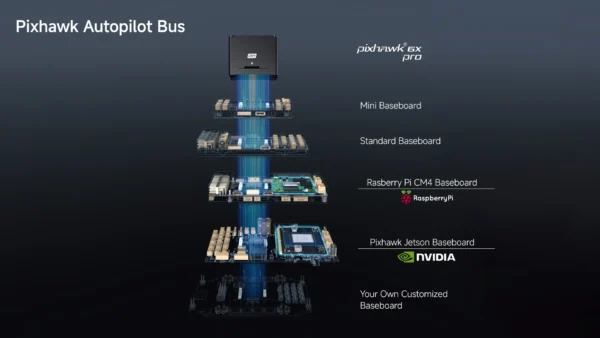 Pixhawk Autopilot Bus
pixhawk 6X
pro
Mini Baseboard
Standard Baseboard
Rasberry Pi CM4 Baseboard
RaspberryPi
Pixhawk Jetson Baseboard
NVIDIA
Your Own Customized
Baseboard